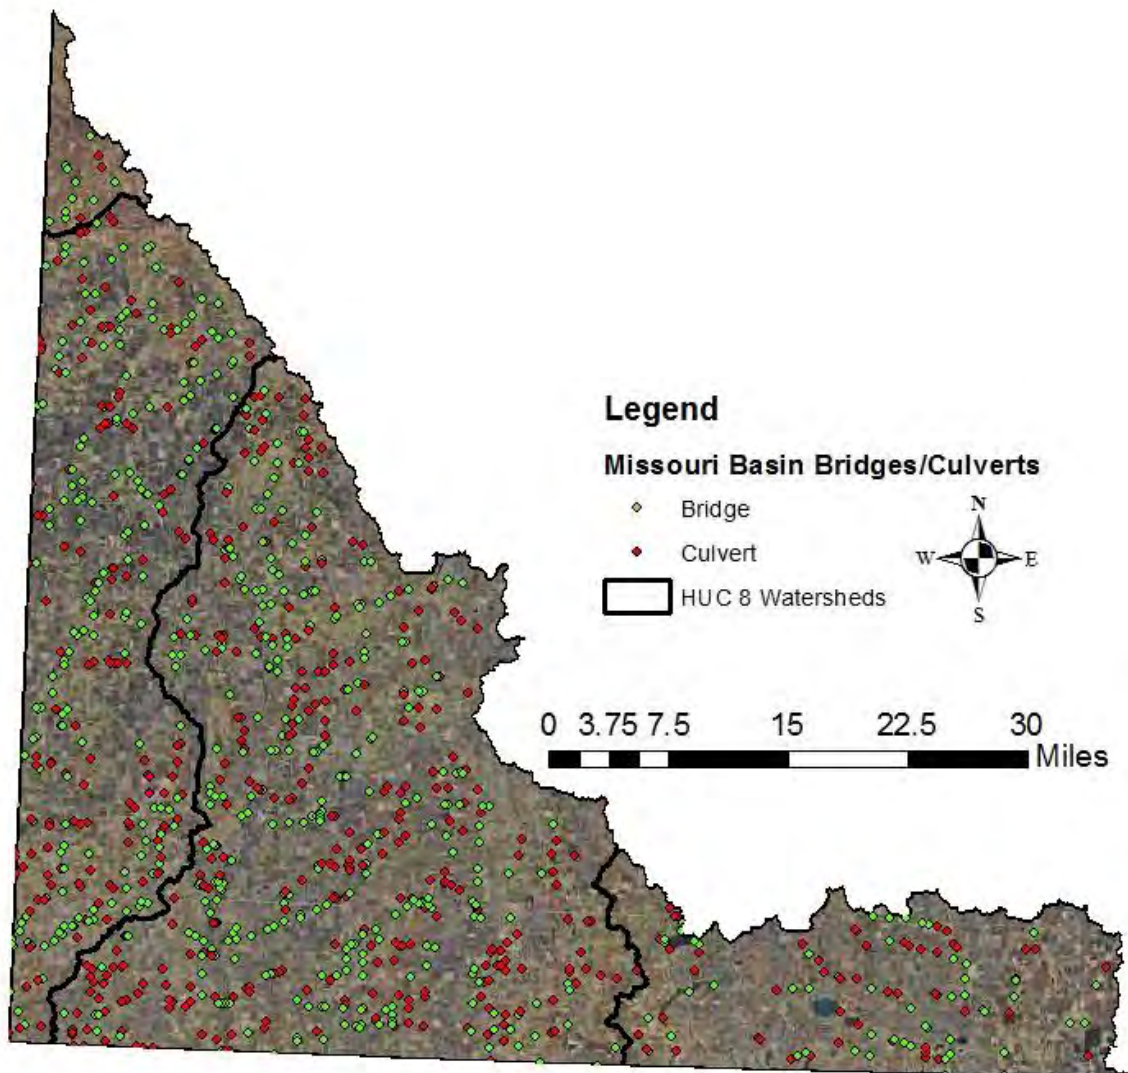 Legend
Missouri Basin Bridges/Culverts
Bridge
Culvert
HUC 8 Watersheds
N
W E
S
0 3.75 7.5 15 22.5 30
Miles